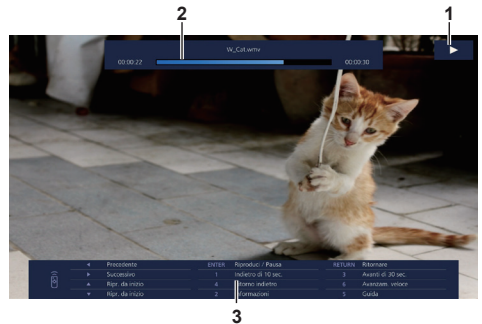 2
1
W_Cat.wmv
00:00:22
00:00:30
Precedente ENTER Riproduci / Pausa RETURN Ritornare
Successivo 1 Indietro di 10 sec. 3 Avanti di 30 sec.
Ripr. da inizio 4 Ritorno indietro 6 Avanzam. veloce
Ripr. da inizio 2 Informazioni 5 Guida
3